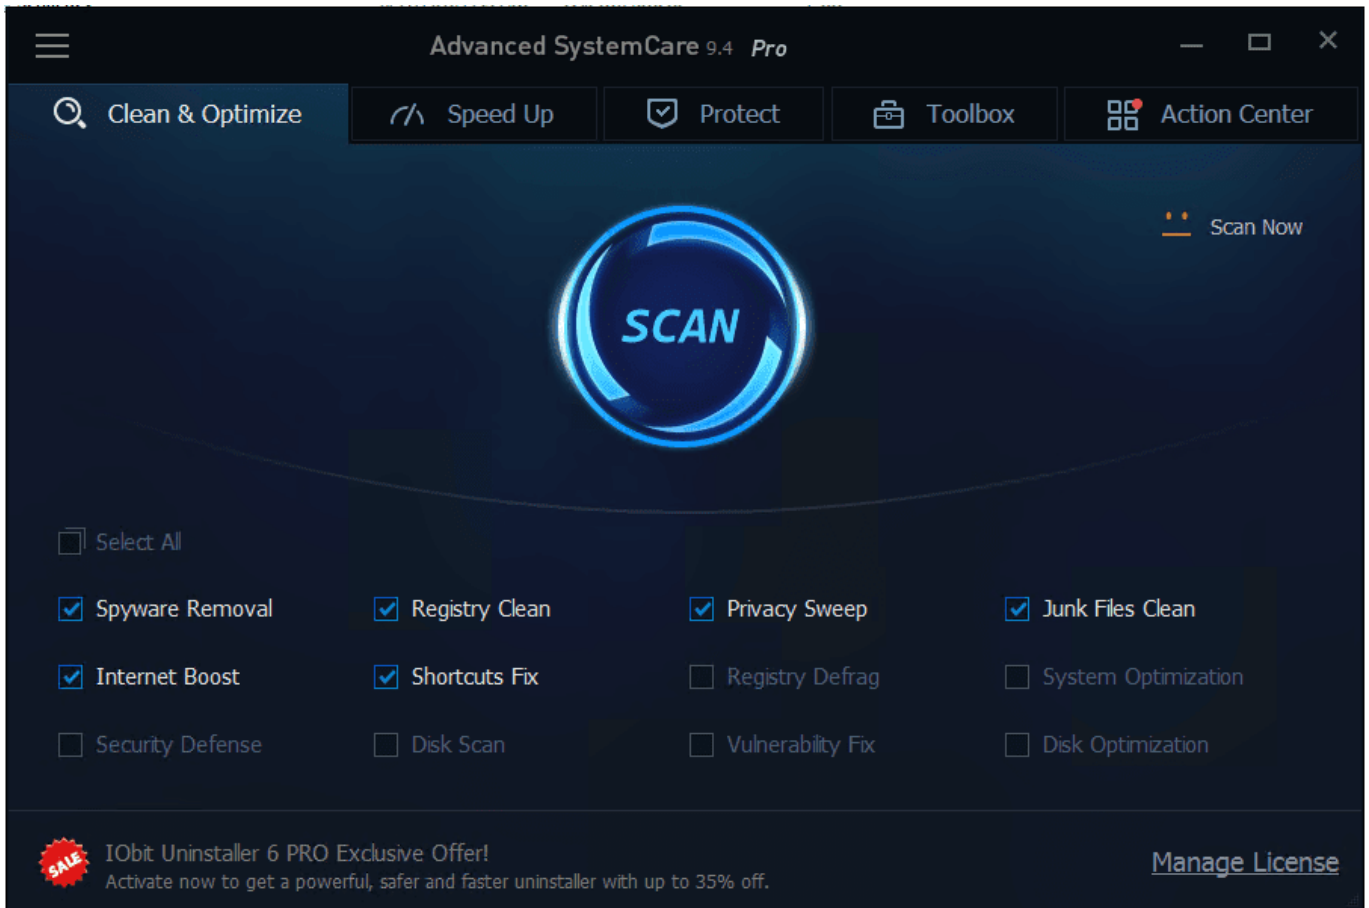 Advanced SystemCare 9.4 Pro
Clean & Optimize
Speed Up
Protect
Toolbox
Action Center
Scan Now
SCAN
Select All
Spyware Removal
Registry Clean
Privacy Sweep
Junk Files Clean
Internet Boost
Shortcuts Fix
Registry Defrag
System Optimization
Security Defense
Disk Scan
Vulnerability Fix
Disk Optimization
SALE
IObit Uninstaller 6 PRO Exclusive Offer!
Activate now to get a powerful, safer and faster uninstaller with up to 35% off.
Manage License